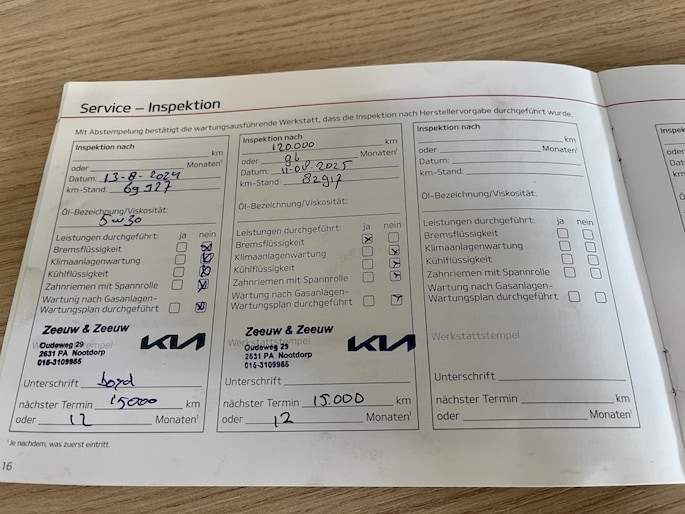 Service – Inspektion
Mit Abstempelung bestätigt die wartungsausführende Werkstatt, dass die Inspektion nach Herstellervorgabe durchgeführt wurde.
Inspektion nach
km
oder Monaten¹
Datum: 13-8-2024
km-Stand: 69127
Öl-Bezeichnung/Viskosität:
5w30
Leistungen durchgeführt: ja nein
Bremsflüssigkeit
Klimaanlagenwartung
Kühlflüssigkeit
Zahnriemen mit Spannrolle
Wartung nach Gasanlagen-
Wartungsplan durchgeführt
Zeeuw & Zeeuw
Oudeweg 29
2631 PA Nootdorp
015-3109965
KIA
Unterschrift boyd
nächster Termin 15000 km
oder 12 Monaten¹
Inspektion nach
120.000 km
oder 96 Monaten¹
Datum: 2025
km-Stand: 82917
Öl-Bezeichnung/Viskosität:
Leistungen durchgeführt: ja nein
Bremsflüssigkeit
Klimaanlagenwartung
Kühlflüssigkeit
Zahnriemen mit Spannrolle
Wartung nach Gasanlagen-
Wartungsplan durchgeführt
Zeeuw & Zeeuw
Oudeweg 29
2631 PA Nootdorp
015-3109965
KIA
Unterschrift
nächster Termin 15.000 km
oder 12 Monaten¹
Inspektion nach
km
oder Monaten¹
Datum:
km-Stand:
Öl-Bezeichnung/Viskosität:
Leistungen durchgeführt: ja nein
Bremsflüssigkeit
Klimaanlagenwartung
Kühlflüssigkeit
Zahnriemen mit Spannrolle
Wartung nach Gasanlagen-
Wartungsplan durchgeführt
Werkstattstempel
Unterschrift
nächster Termin km
oder Monaten¹
¹Je nachdem, was zuerst eintritt.
16